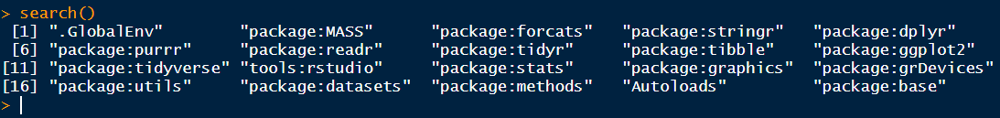 > search()
 [1] ".GlobalEnv"        "package:MASS"      "package:forcats"   "package:stringr"   "package:dplyr"
 [6] "package:purrr"     "package:readr"     "package:tidyr"     "package:tibble"    "package:ggplot2"
[11] "package:tidyverse" "tools:rstudio"     "package:stats"     "package:graphics"  "package:grDevices"
[16] "package:utils"     "package:datasets"  "package:methods"   "Autoloads"         "package:base"
>